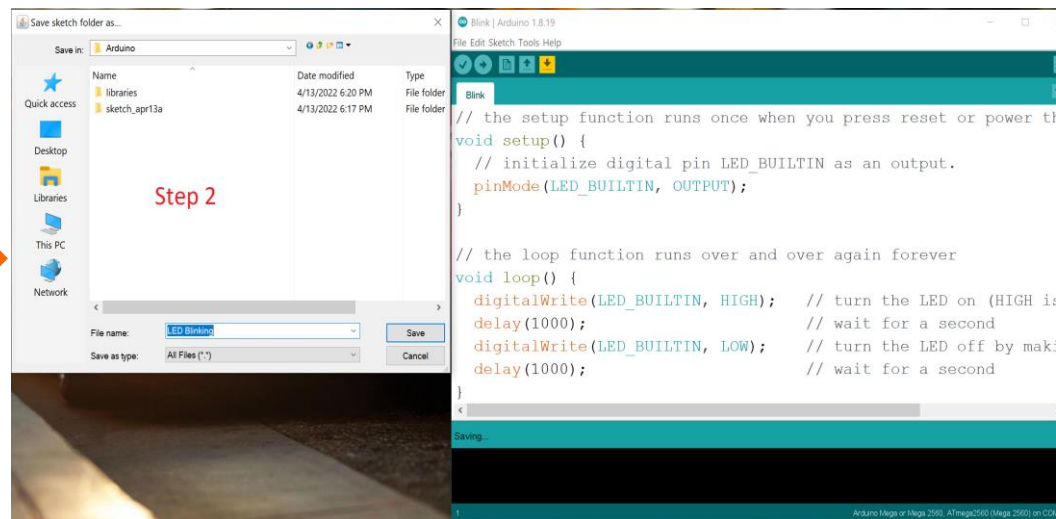 Save sketch folder as...
Save in:
Arduino
Name
Date modified
Type
libraries
4/13/2022 6:20 PM
File folder
sketch_apr13a
4/13/2022 6:17 PM
File folder
Quick access
Desktop
Libraries
This PC
Network
Step 2
File name:
LED Blinking
Save
Save as type:
All Files (*.*)
Cancel
Blink | Arduino 1.8.19
File Edit Sketch Tools Help
Blink
// the setup function runs once when you press reset or power th
void setup() {
// initialize digital pin LED_BUILTIN as an output.
pinMode(LED_BUILTIN, OUTPUT);
}
// the loop function runs over and over again forever
void loop() {
digitalWrite(LED_BUILTIN, HIGH); // turn the LED on (HIGH is
delay(1000); // wait for a second
digitalWrite(LED_BUILTIN, LOW); // turn the LED off by maki
delay(1000); // wait for a second
}
Saving...
1
Arduino Mega or Mega 2560, ATmega2560 (Mega 2560) on COM